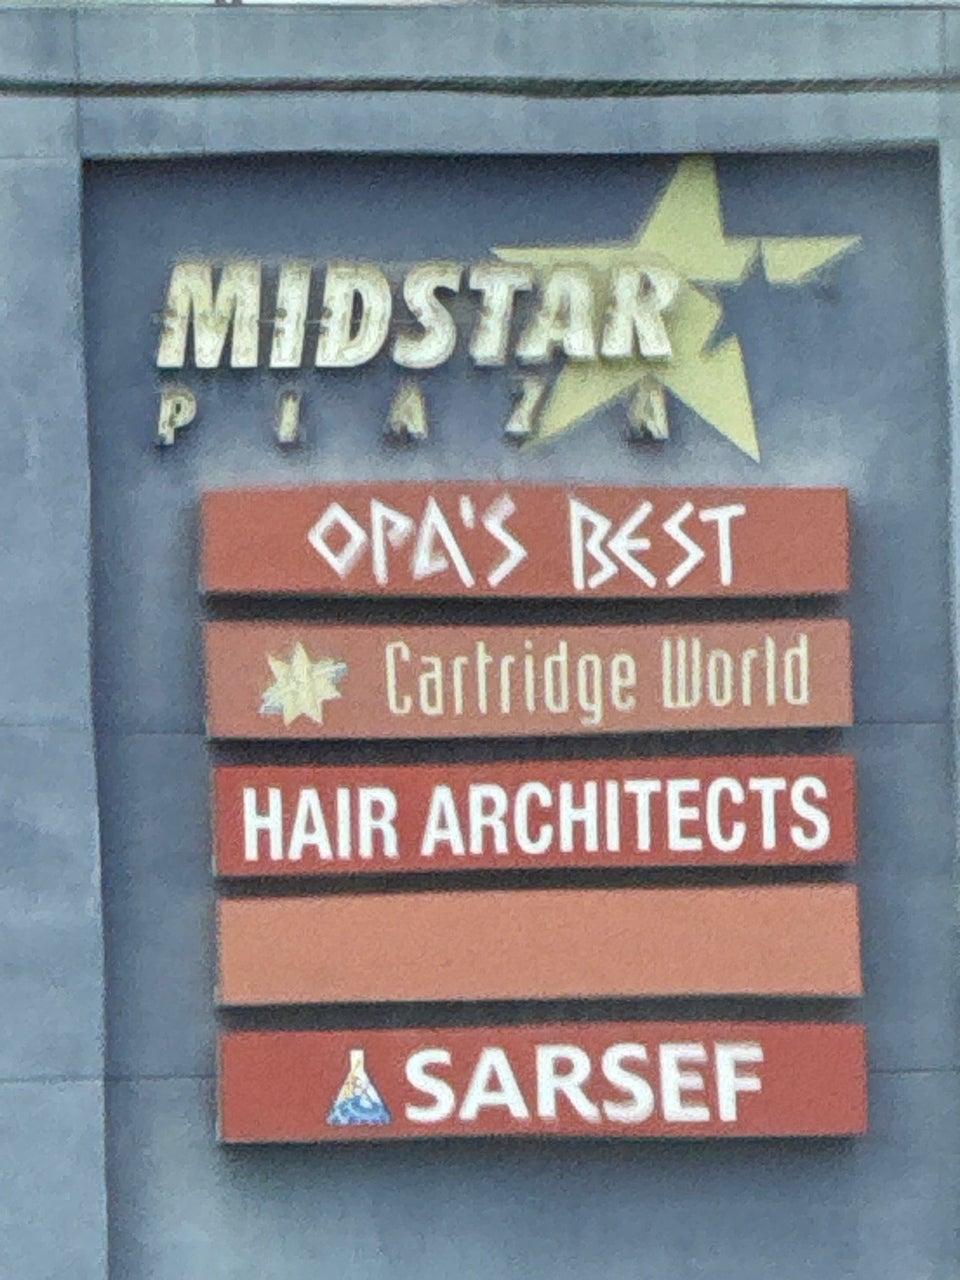 MIDSTAR
PLAZA
OPA'S BEST
Cartridge World
HAIR ARCHITECTS
SARSEF